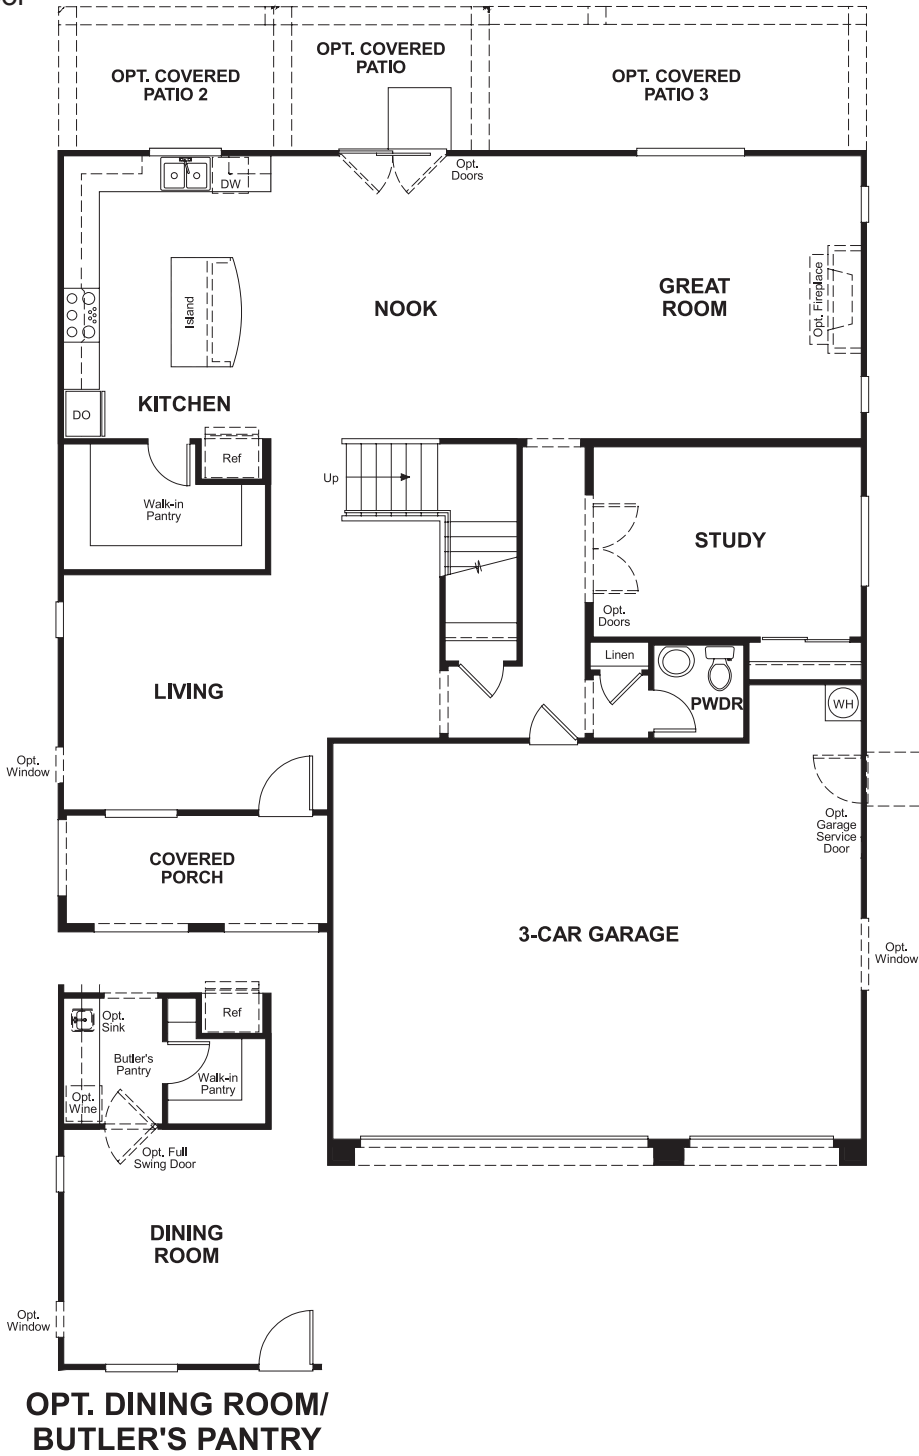 OPT. COVERED
PATIO 2
OPT. COVERED
PATIO
OPT. COVERED
PATIO 3
DW
Opt.
Doors
Island
NOOK
GREAT
ROOM
Opt. Fireplace
KITCHEN
DO
Ref
Walk-in
Pantry
Up
STUDY
Opt.
Doors
Linen
PWDR
WH
LIVING
Opt.
Window
Opt.
Garage
Service
Door
COVERED
PORCH
3-CAR GARAGE
Opt.
Window
Opt.
Sink
Ref
Butler's
Pantry
Walk-in
Pantry
Opt.
Wine
Opt. Full
Swing Door
DINING
ROOM
Opt.
Window
OPT. DINING ROOM/
BUTLER'S PANTRY